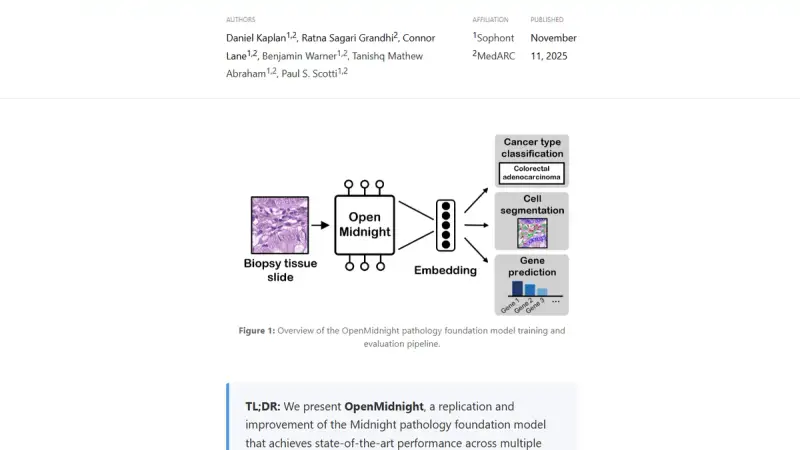 AUTHORS
AFFILIATION
PUBLISHED
Daniel Kaplan1,2, Ratna Sagari Grandhi2, Connor
Lane1,2, Benjamin Warner1,2, Tanishq Mathew
Abraham1,2, Paul S. Scotti1,2
1Sophont
2MedARC
November
11, 2025
Biopsy tissue
slide
Open
Midnight
Embedding
Cancer type
classification
Colorectal
adenocarcinoma
Cell
segmentation
Gene
prediction
Gene 1
Gene 2
Gene 3
...
Figure 1: Overview of the OpenMidnight pathology foundation model training and
evaluation pipeline.
TL;DR: We present OpenMidnight, a replication and
improvement of the Midnight pathology foundation model
that achieves state-of-the-art performance across multiple